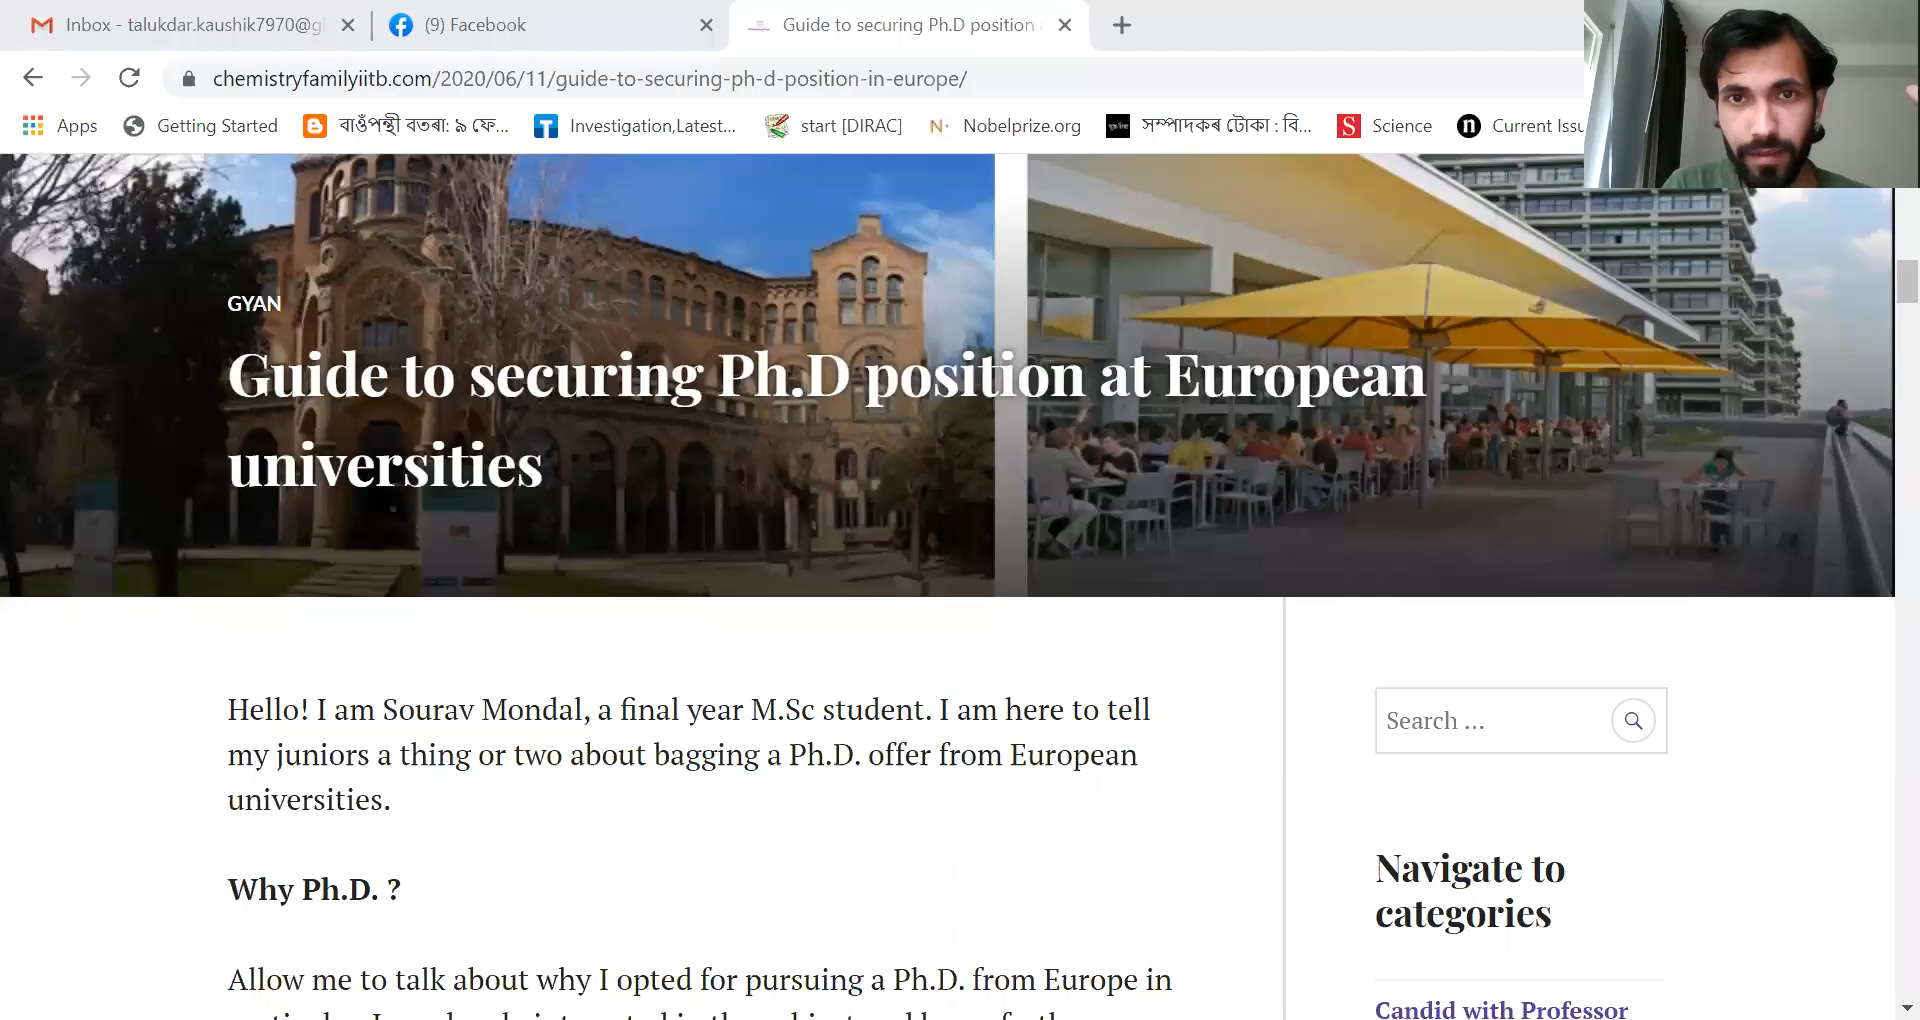 Inbox - talukdar.kaushik7970@g
(9) Facebook
Guide to securing Ph.D position
chemistryfamilyiitb.com/2020/06/11/guide-to-securing-ph-d-position-in-europe/
Apps
Getting Started
বাওঁপন্থী বতৰা: ৯ ফে...
Investigation,Latest...
start [DIRAC]
Nobelprize.org
সম্পাদকৰ টোকা : বি...
Science
Current Issu
GYAN
Guide to securing Ph.D position at European
universities
Hello! I am Sourav Mondal, a final year M.Sc student. I am here to tell
my juniors a thing or two about bagging a Ph.D. offer from European
universities.
Why Ph.D. ?
Allow me to talk about why I opted for pursuing a Ph.D. from Europe in
Search ...
Navigate to
categories
Candid with Professor